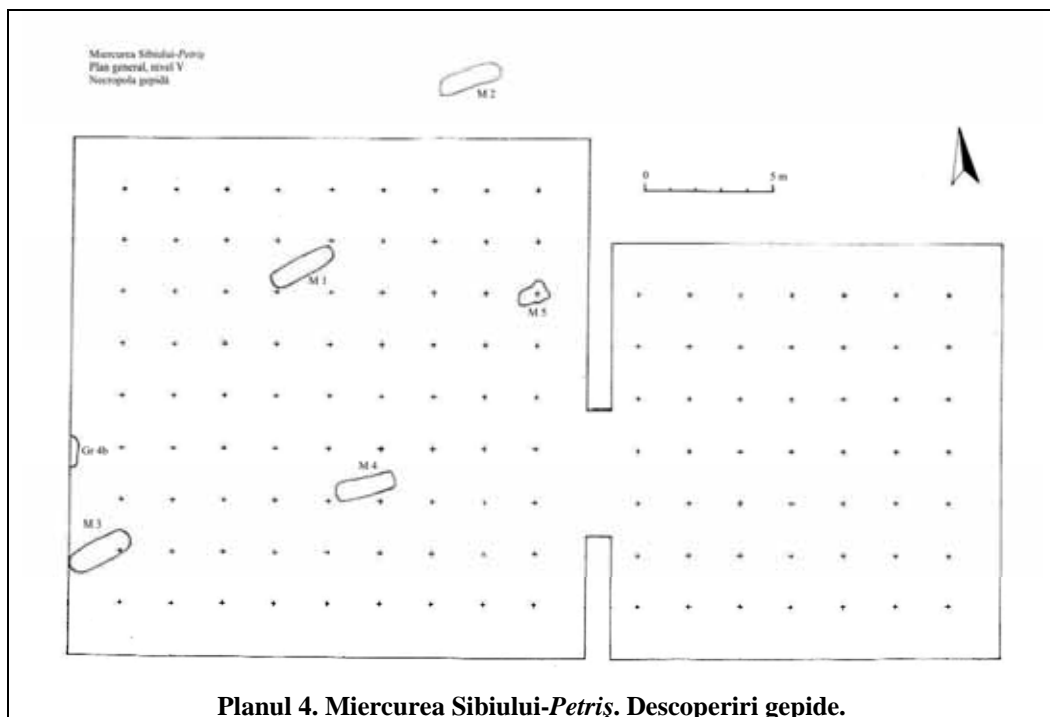 Miercurea Sibiului-Petriş
Plan general, nivel V
Necropola gepidă
M 2
0 5 m
M 1
M 5
Gr 4b
M 4
M 3
Planul 4. Miercurea Sibiului-Petriş. Descoperiri gepide.